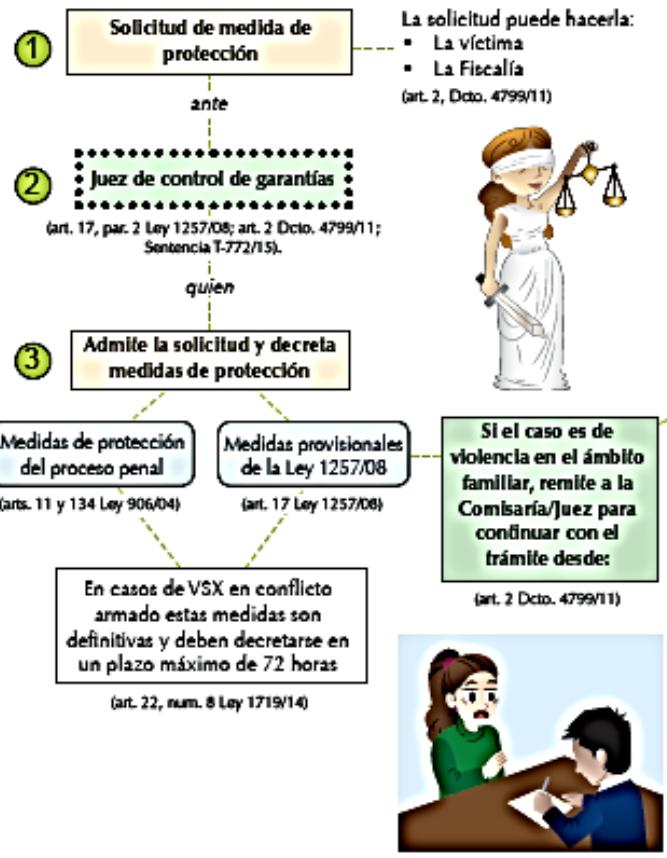 1
Solicitud de medida de
protección
La solicitud puede hacerla:
▪ La víctima
▪ La Fiscalía
(art. 2, Dcto. 4799/11)
ante
2
Juez de control de garantías
(art. 17, par. 2 Ley 1257/08; art. 2 Dcto. 4799/11;
Sentencia T-772/15).
quien
3
Admite la solicitud y decreta
medidas de protección
Medidas de protección
del proceso penal
(arts. 11 y 134 Ley 906/04)
Medidas provisionales
de la Ley 1257/08
(art. 17 Ley 1257/08)
Si el caso es de
violencia en el ámbito
familiar, remite a la
Comisaría/Juez para
continuar con el
trámite desde:
(art. 2 Dcto. 4799/11)
En casos de VSX en conflicto
armado estas medidas son
definitivas y deben decretarse en
un plazo máximo de 72 horas
(art. 22, num. 8 Ley 1719/14)